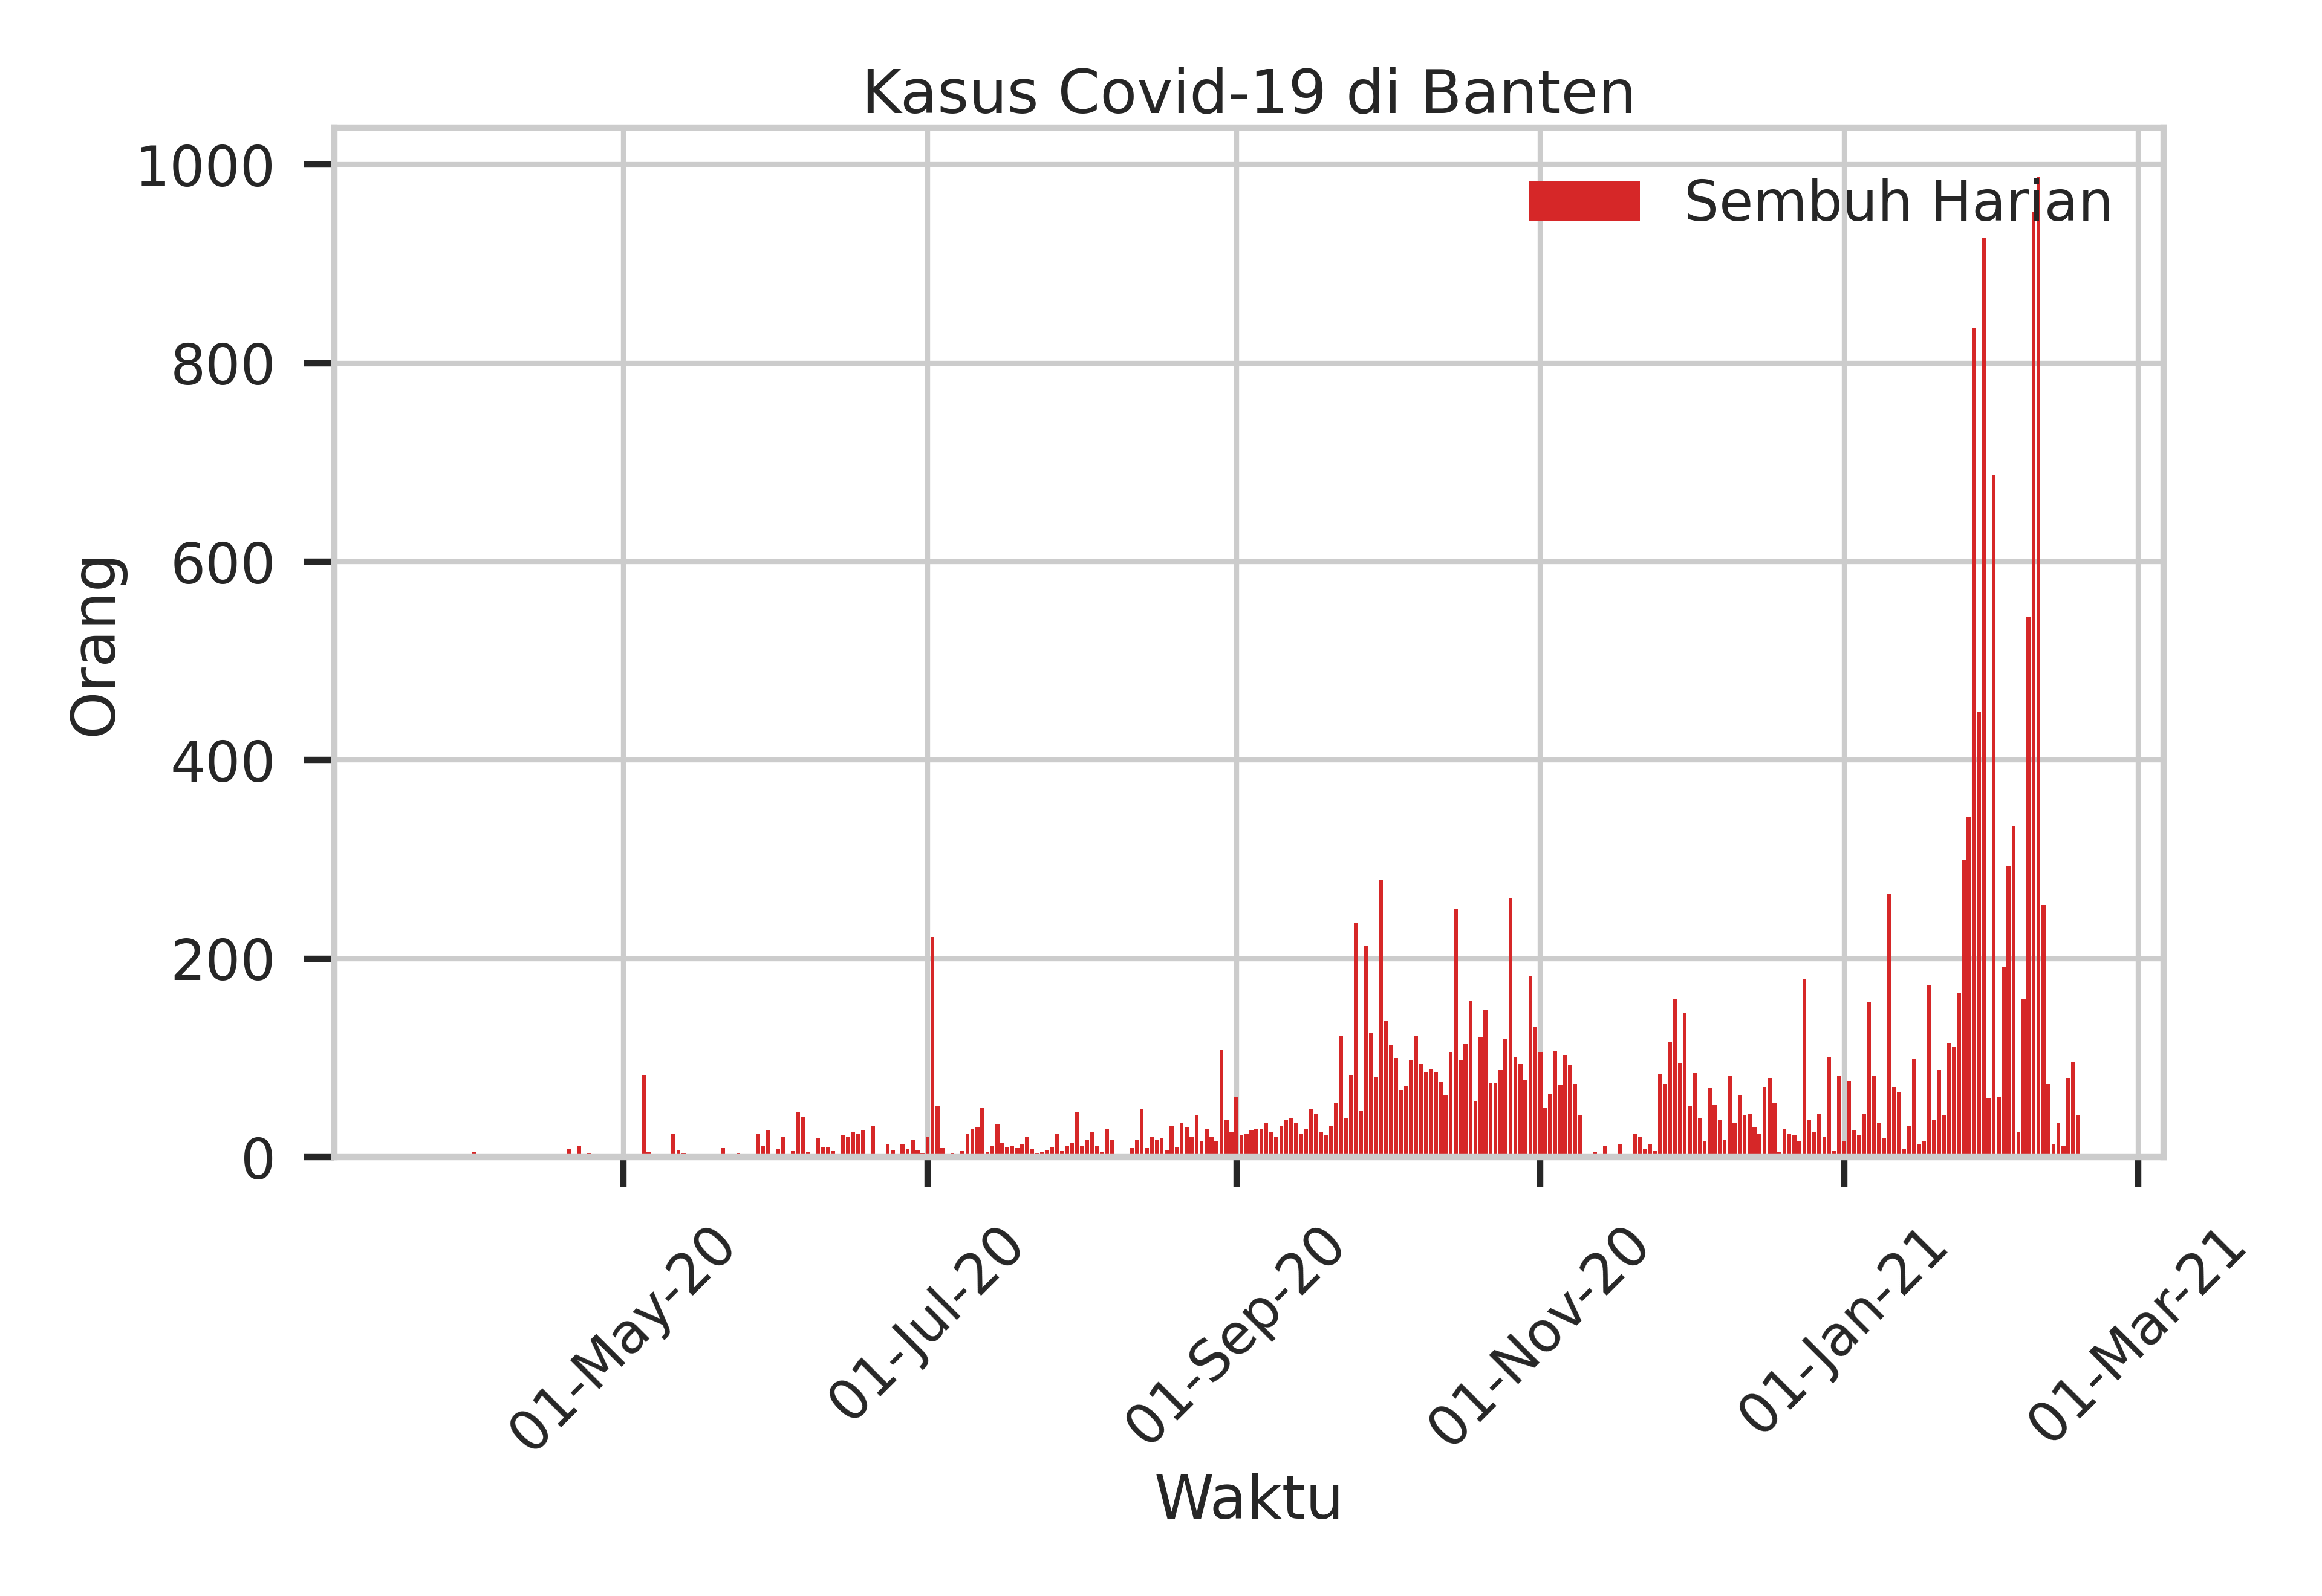 Kasus Covid-19 di Banten
Sembuh Harian
1000
800
600
400
200
0
Orang
01-May-20
01-Jul-20
01-Sep-20
01-Nov-20
01-Jan-21
01-Mar-21
Waktu